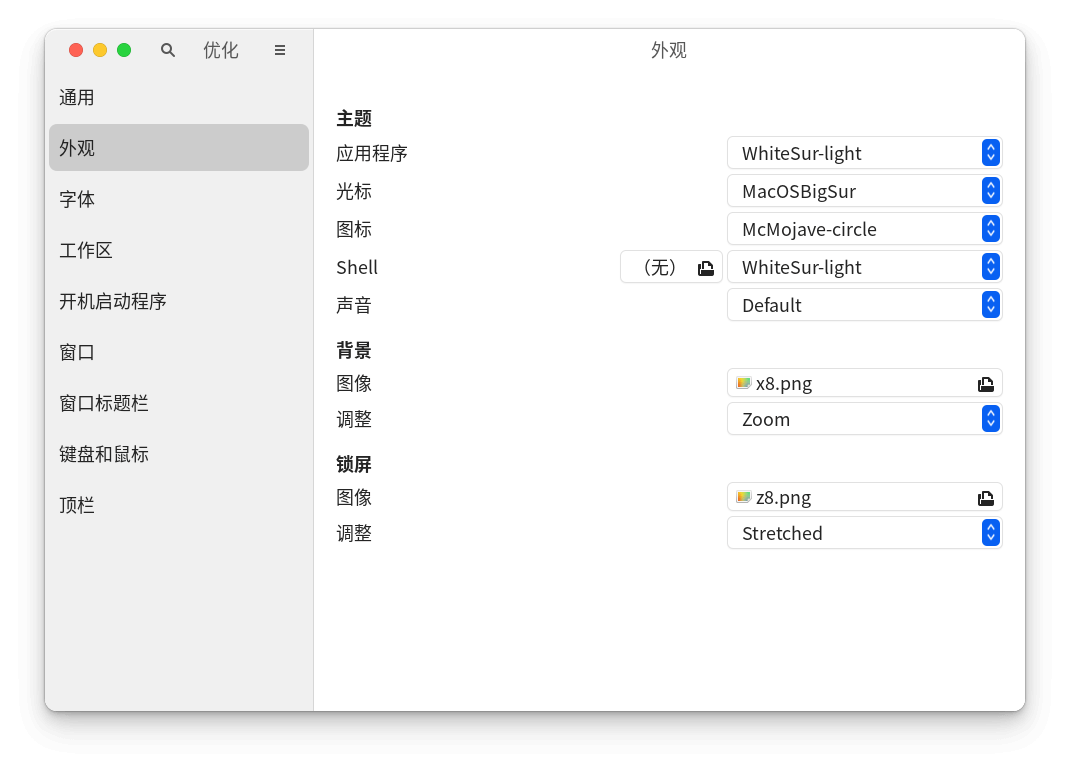 优化
外观
通用
外观
字体
工作区
开机启动程序
窗口
窗口标题栏
键盘和鼠标
顶栏
主题
应用程序 WhiteSur-light
光标 MacOSBigSur
图标 McMojave-circle
Shell （无） WhiteSur-light
声音 Default
背景
图像 x8.png
调整 Zoom
锁屏
图像 z8.png
调整 Stretched